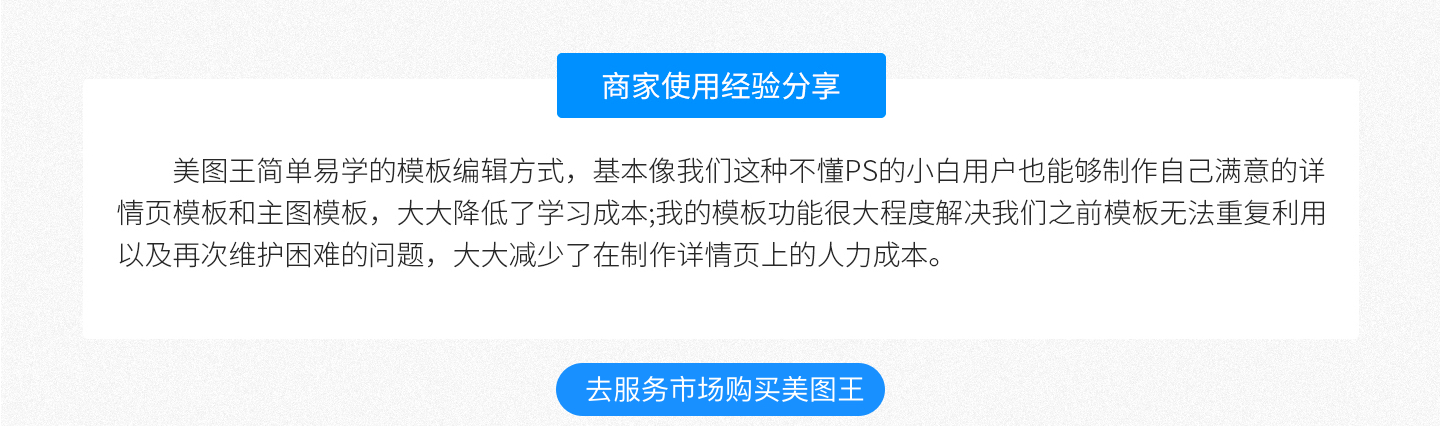 商家使用经验分享
美图王简单易学的模板编辑方式，基本像我们这种不懂PS的小白用户也能够制作自己满意的详
情页模板和主图模板，大大降低了学习成本;我的模板功能很大程度解决我们之前模板无法重复利用
以及再次维护困难的问题，大大减少了在制作详情页上的人力成本。
去服务市场购买美图王